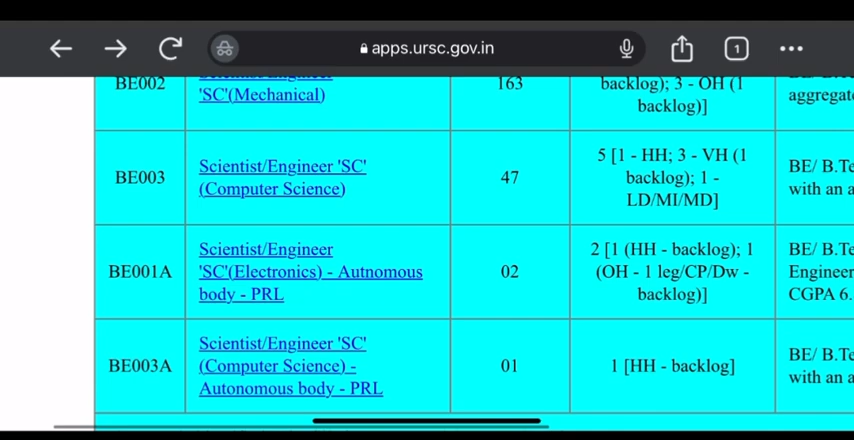 apps.ursc.gov.in
1
BE002
Scientist/Engineer
'SC'(Mechanical)
163
backlog); 3 - OH (1
backlog)]
aggregate
BE003
Scientist/Engineer 'SC'
(Computer Science)
47
5 [1 - HH; 3 - VH (1
backlog); 1 -
LD/MI/MD]
BE/ B.Te
with an a
BE001A
Scientist/Engineer
'SC'(Electronics) - Autnomous
body - PRL
02
2 [1 (HH - backlog); 1
(OH - 1 leg/CP/Dw -
backlog)]
BE/ B.Te
Engineer
CGPA 6.
BE003A
Scientist/Engineer 'SC'
(Computer Science) -
Autonomous body - PRL
01
1 [HH - backlog]
BE/ B.Te
with an a